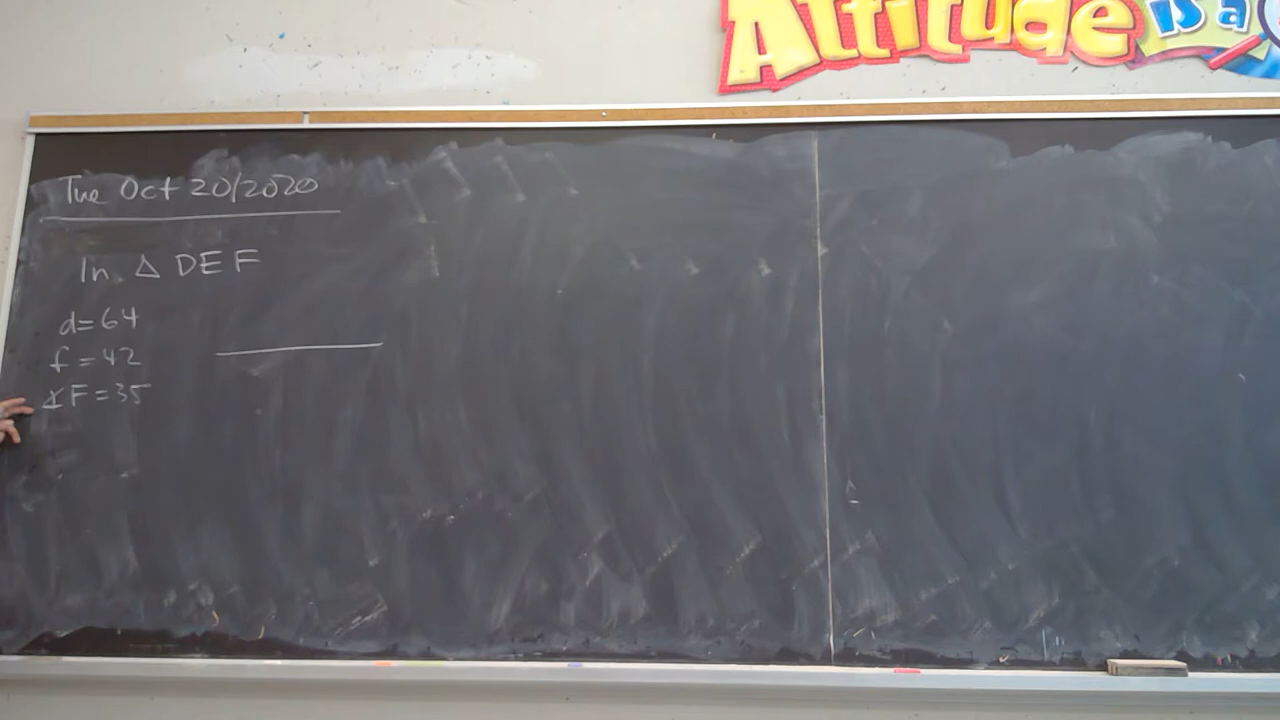 Attitude is a
Tue Oct 20/2020
In △ DEF
d=64
f=42
∡F=35